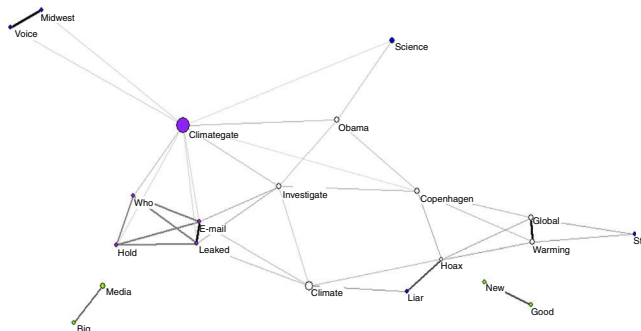 Midwest
Voice
Science
Climategate
Obama
Investigate
Copenhagen
Who
Global
E-mail
St
Hold
Leaked
Warming
Hoax
Media
Climate
Liar
New
Good
Big